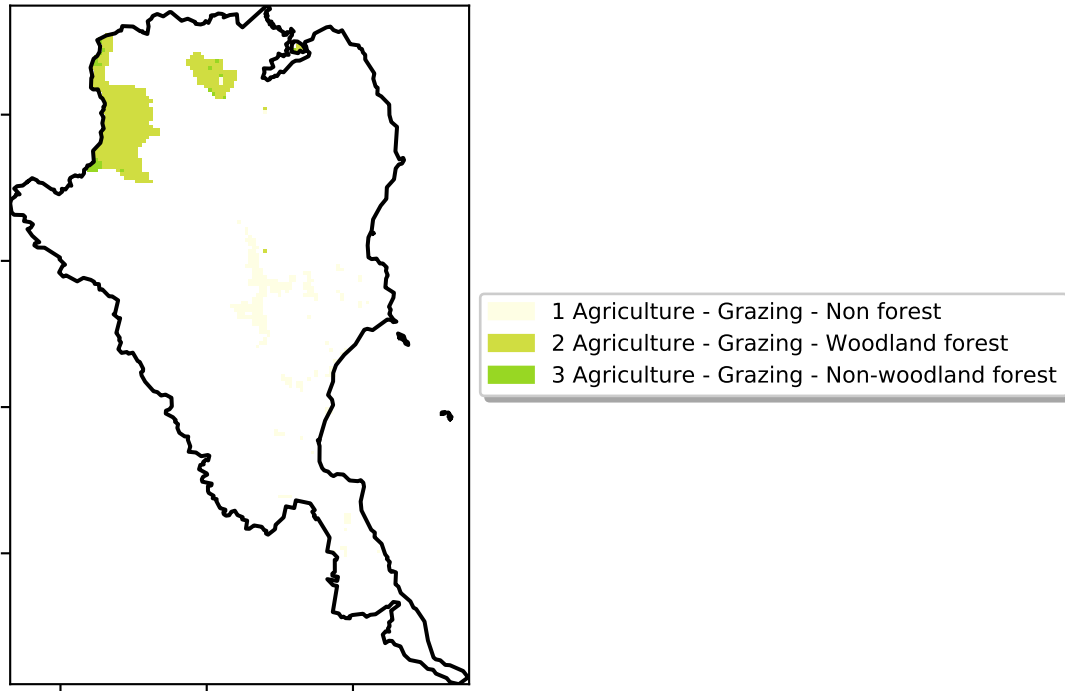 1 Agriculture - Grazing - Non forest
2 Agriculture - Grazing - Woodland forest
3 Agriculture - Grazing - Non-woodland forest